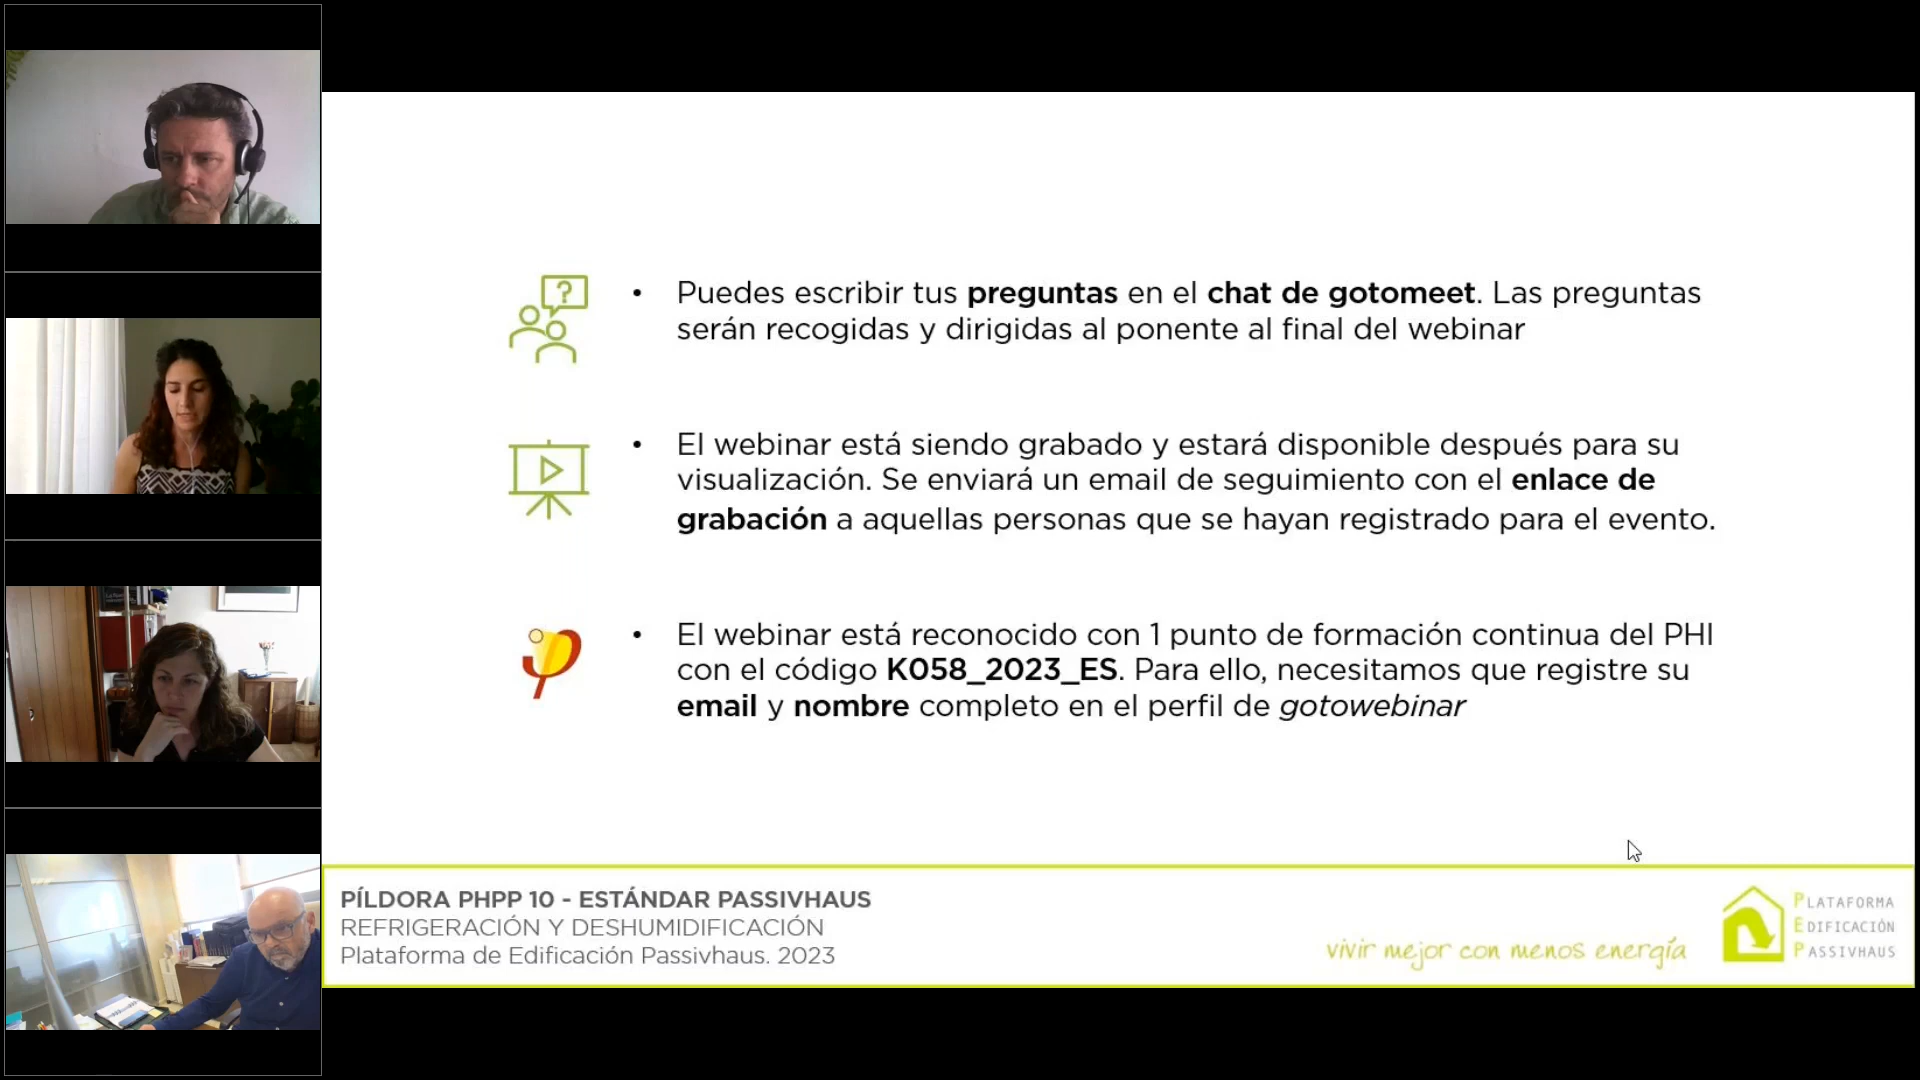 ?
• Puedes escribir tus preguntas en el chat de gotomeet. Las preguntas
serán recogidas y dirigidas al ponente al final del webinar
• El webinar está siendo grabado y estará disponible después para su
visualización. Se enviará un email de seguimiento con el enlace de
grabación a aquellas personas que se hayan registrado para el evento.
• El webinar está reconocido con 1 punto de formación continua del PHI
con el código K058_2023_ES. Para ello, necesitamos que registre su
email y nombre completo en el perfil de gotowebinar
PÍLDORA PHPP 10 - ESTÁNDAR PASSIVHAUS
REFRIGERACIÓN Y DESHUMIDIFICACIÓN
Plataforma de Edificación Passivhaus. 2023
vivir mejor con menos energía
PLATAFORMA
EDIFICACIÓN
PASSIVHAUS